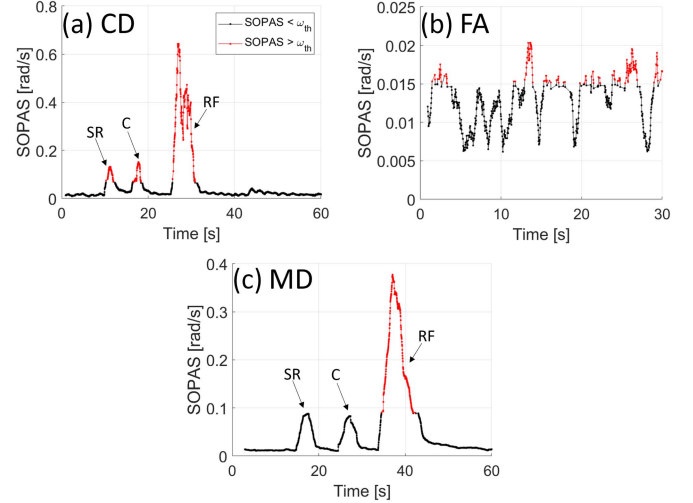 (a) CD
SOPAS < ω_th
SOPAS > ω_th
SR
C
RF
SOPAS [rad/s]
0.8
0.6
0.4
0.2
0
0
20
40
60
Time [s]
(b) FA
SOPAS [rad/s]
0.025
0.02
0.015
0.01
0.005
0
10
20
30
Time [s]
(c) MD
SR
C
RF
SOPAS [rad/s]
0.4
0.3
0.2
0.1
0
0
20
40
60
Time [s]